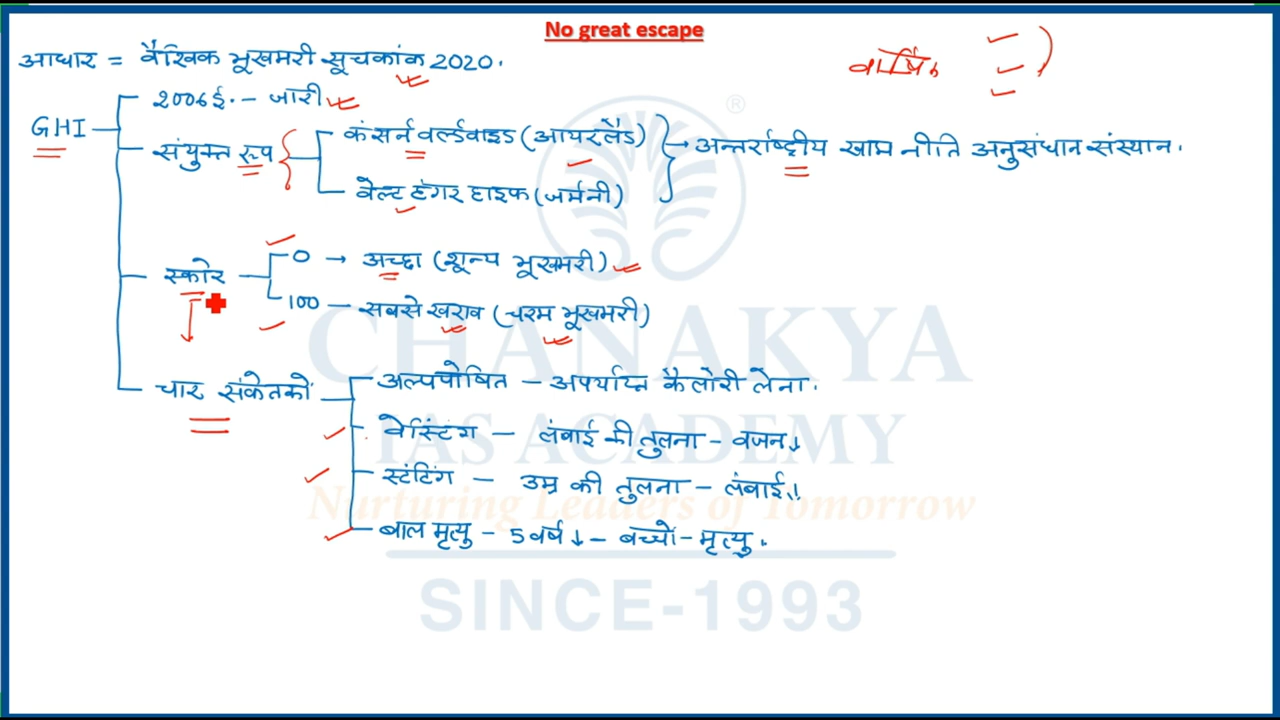 No great escape
आधार = वैश्विक भूखमरी सूचकांक 2020.
वार्षिक
GHI
2006ई. - जारी
संयुक्त रूप
कंसर्न वर्ल्डवाइड (आयरलैंड)
वेल्ट हंगर हाइफ (जर्मनी)
अन्तर्राष्ट्रीय खाद्य नीति अनुसंधान संस्थान.
®
स्कोर
0 → अच्छा (शून्य भूखमरी)
100 - सबसे खराब (चरम भूखमरी)
CHANAKYA
IAS ACADEMY
Nurturing Leaders of Tomorrow
SINCE-1993
चार संकेतकों
अल्पपोषित - अपर्याप्त कैलोरी लेना.
वेस्टिंग - लंबाई की तुलना - वजन↓
स्टंटिंग - उम्र की तुलना - लंबाई↓
बाल मृत्यु - 5 वर्ष↓ - बच्चों - मृत्यु.